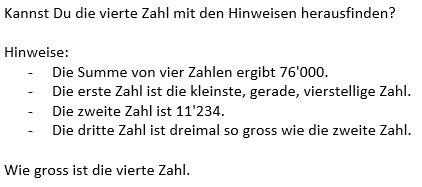 Kannst Du die vierte Zahl mit den Hinweisen herausfinden?
Hinweise:
- Die Summe von vier Zahlen ergibt 76'000.
- Die erste Zahl ist die kleinste, gerade, vierstellige Zahl.
- Die zweite Zahl ist 11'234.
- Die dritte Zahl ist dreimal so gross wie die zweite Zahl.
Wie gross ist die vierte Zahl.